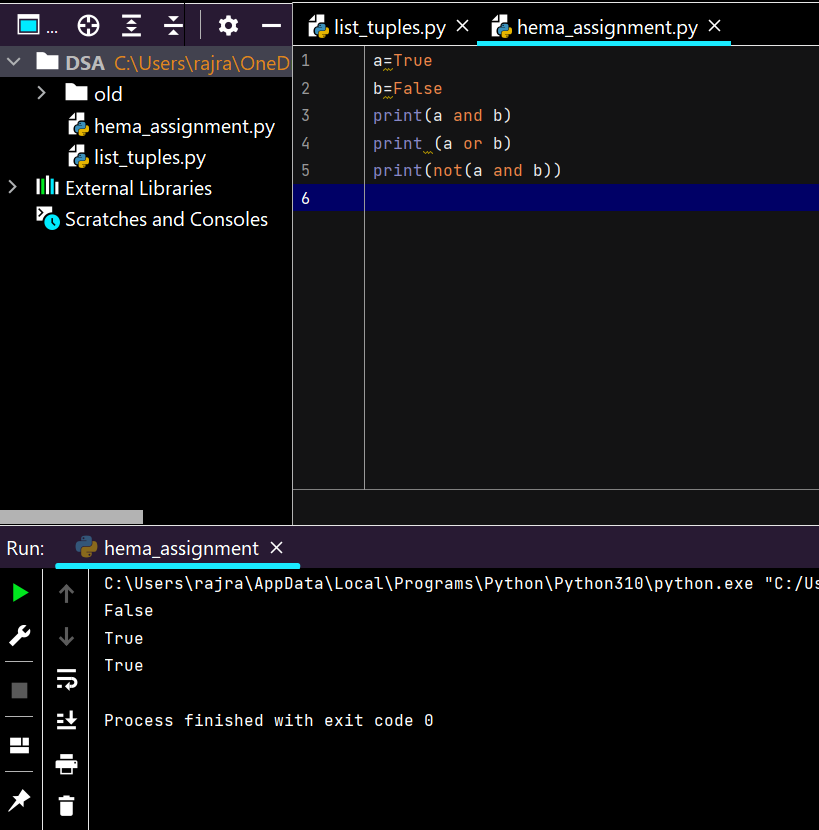 ...
list_tuples.py
hema_assignment.py
DSA C:\Users\rajra\OneD
old
hema_assignment.py
list_tuples.py
External Libraries
Scratches and Consoles
1 a=True
2 b=False
3 print(a and b)
4 print (a or b)
5 print(not(a and b))
6
Run: hema_assignment
C:\Users\rajra\AppData\Local\Programs\Python\Python310\python.exe "C:/Us
False
True
True
Process finished with exit code 0